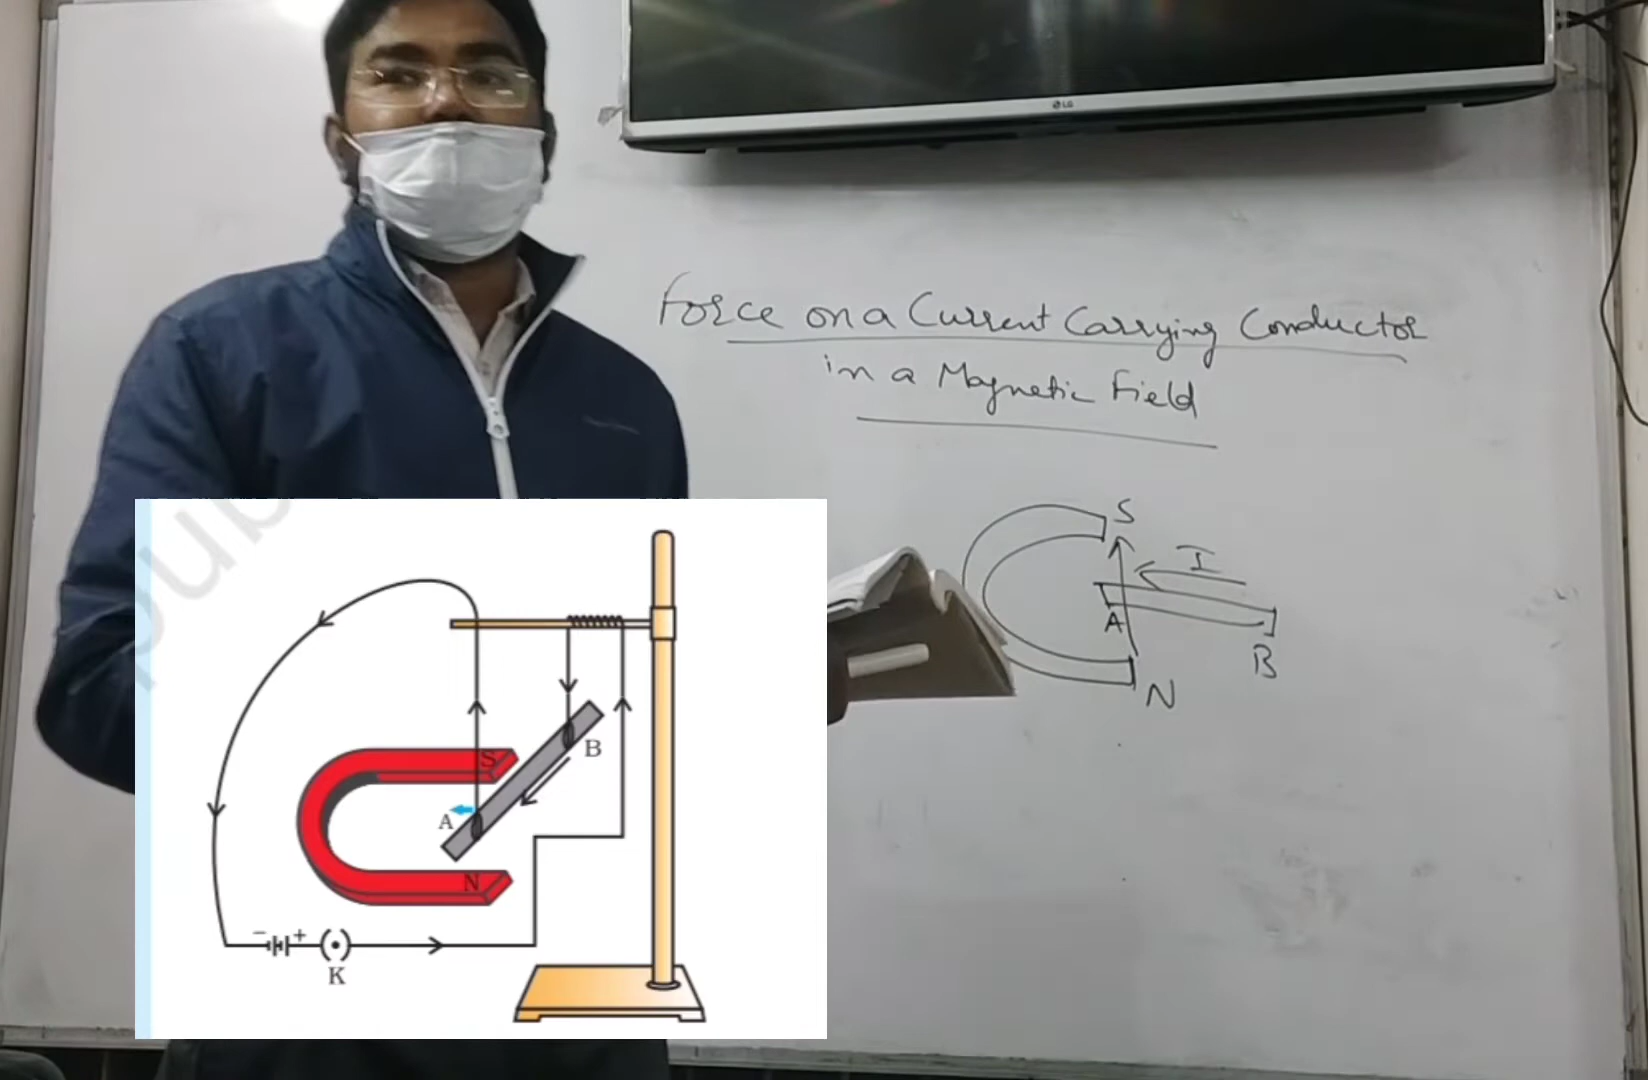 LG
Force on a Current Carrying Conductor
in a Magnetic Field
S
I
A
B
N
S
B
A
N
− +
K